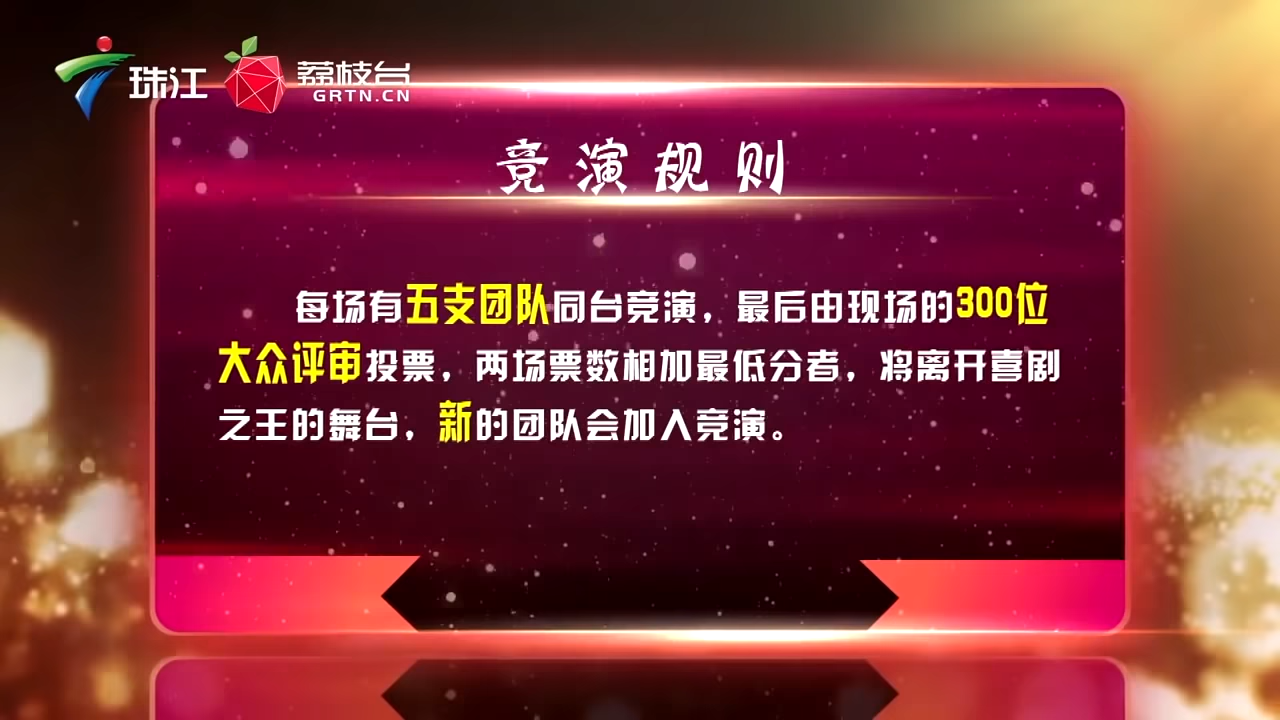 珠江 荔枝台
GRTN.CN
竞演规则
每场有五支团队同台竞演，最后由现场的300位
大众评审投票，两场票数相加最低分者，将离开喜剧
之王的舞台，新的团队会加入竞演。